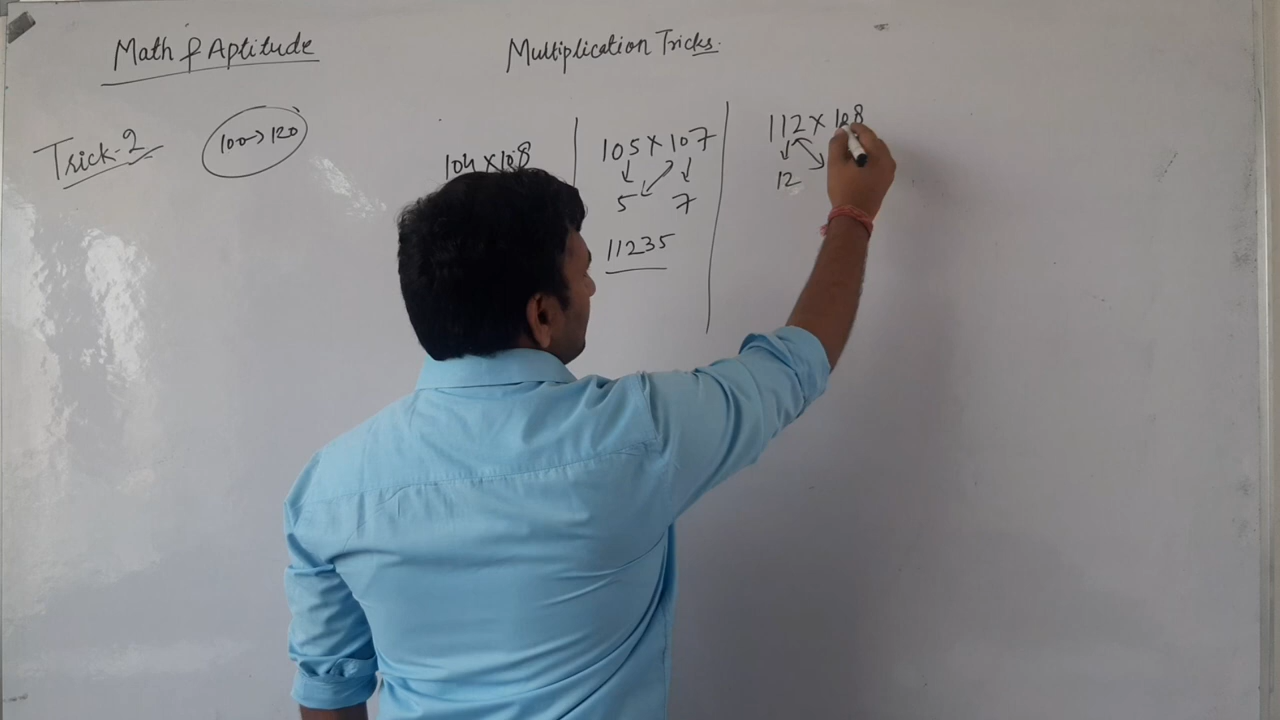 Math & Aptitude
Multiplication Tricks.
Trick-2
100→120
104×108
105×107
5 7
11235
112×108
12